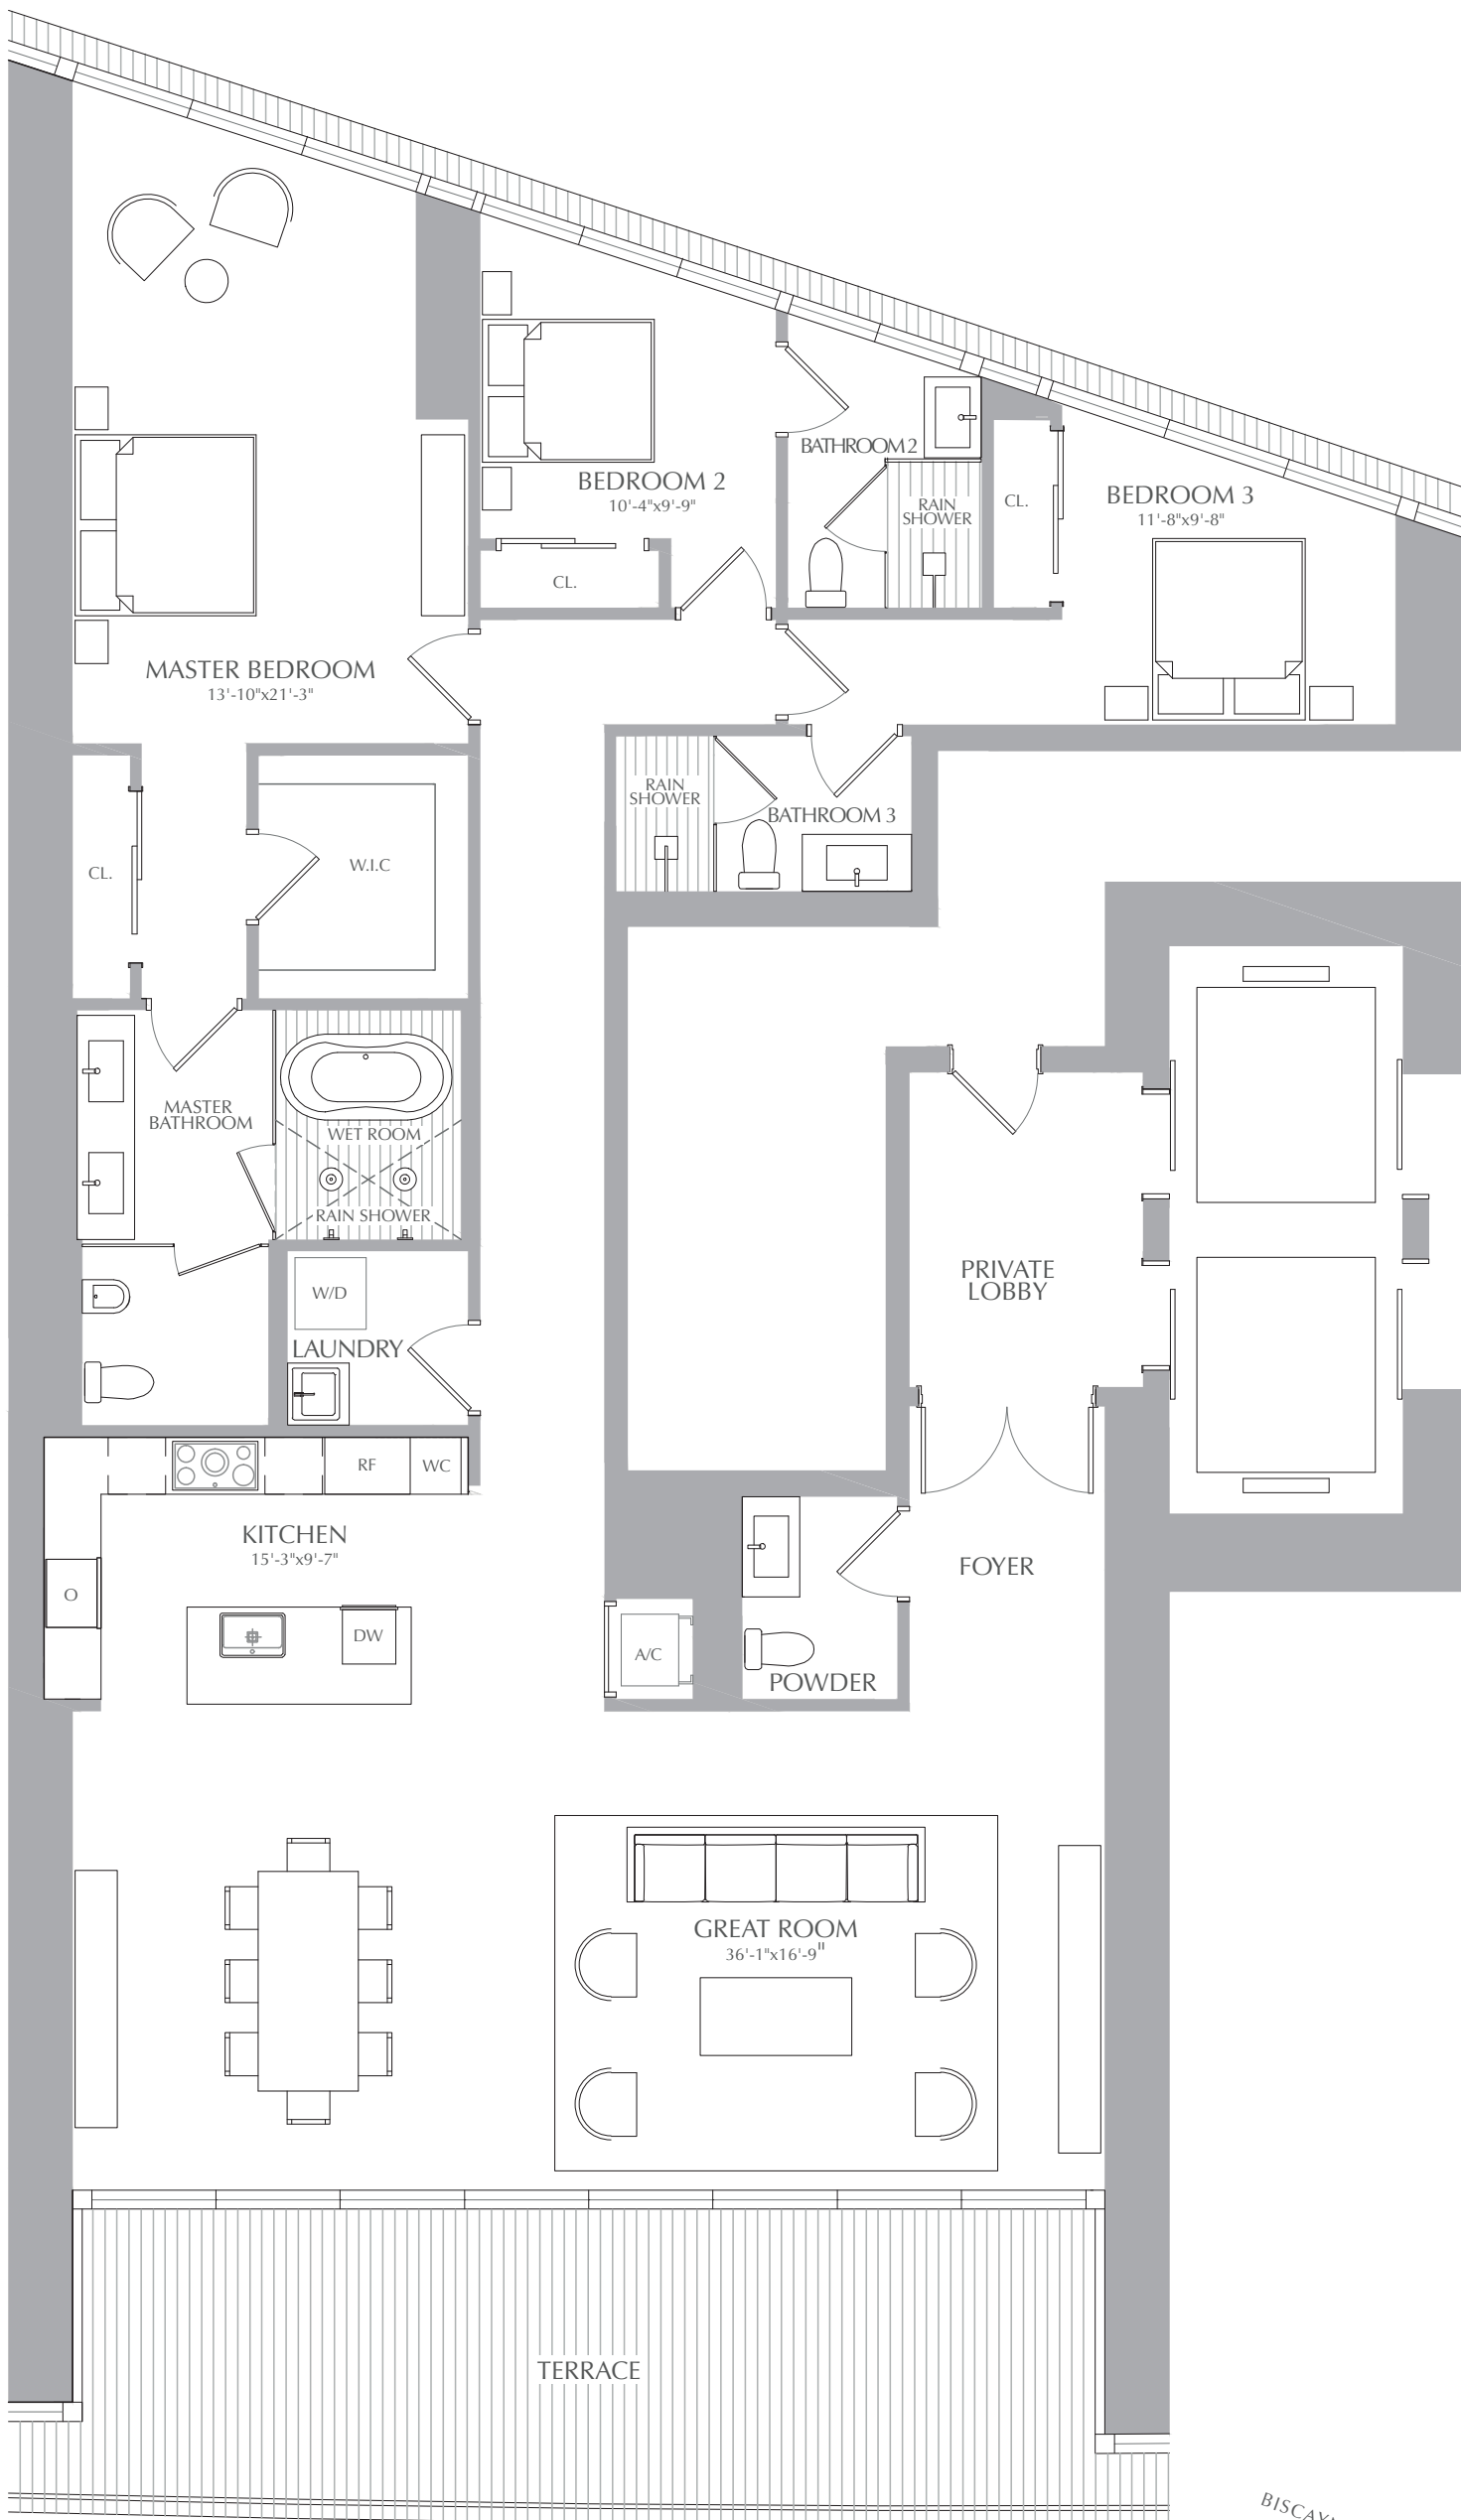 BATHROOM 2
BEDROOM 2
10'-4"x9'-9"
BEDROOM 3
11'-8"x9'-8"
RAIN
SHOWER
CL.
CL.
MASTER BEDROOM
13'-10"x21'-3"
RAIN
SHOWER
BATHROOM 3
CL.
W.I.C
MASTER
BATHROOM
WET ROOM
RAIN SHOWER
PRIVATE
LOBBY
W/D
LAUNDRY
RF
WC
KITCHEN
15'-3"x9'-7"
FOYER
O
DW
A/C
POWDER
GREAT ROOM
36'-1"x16'-9"
TERRACE